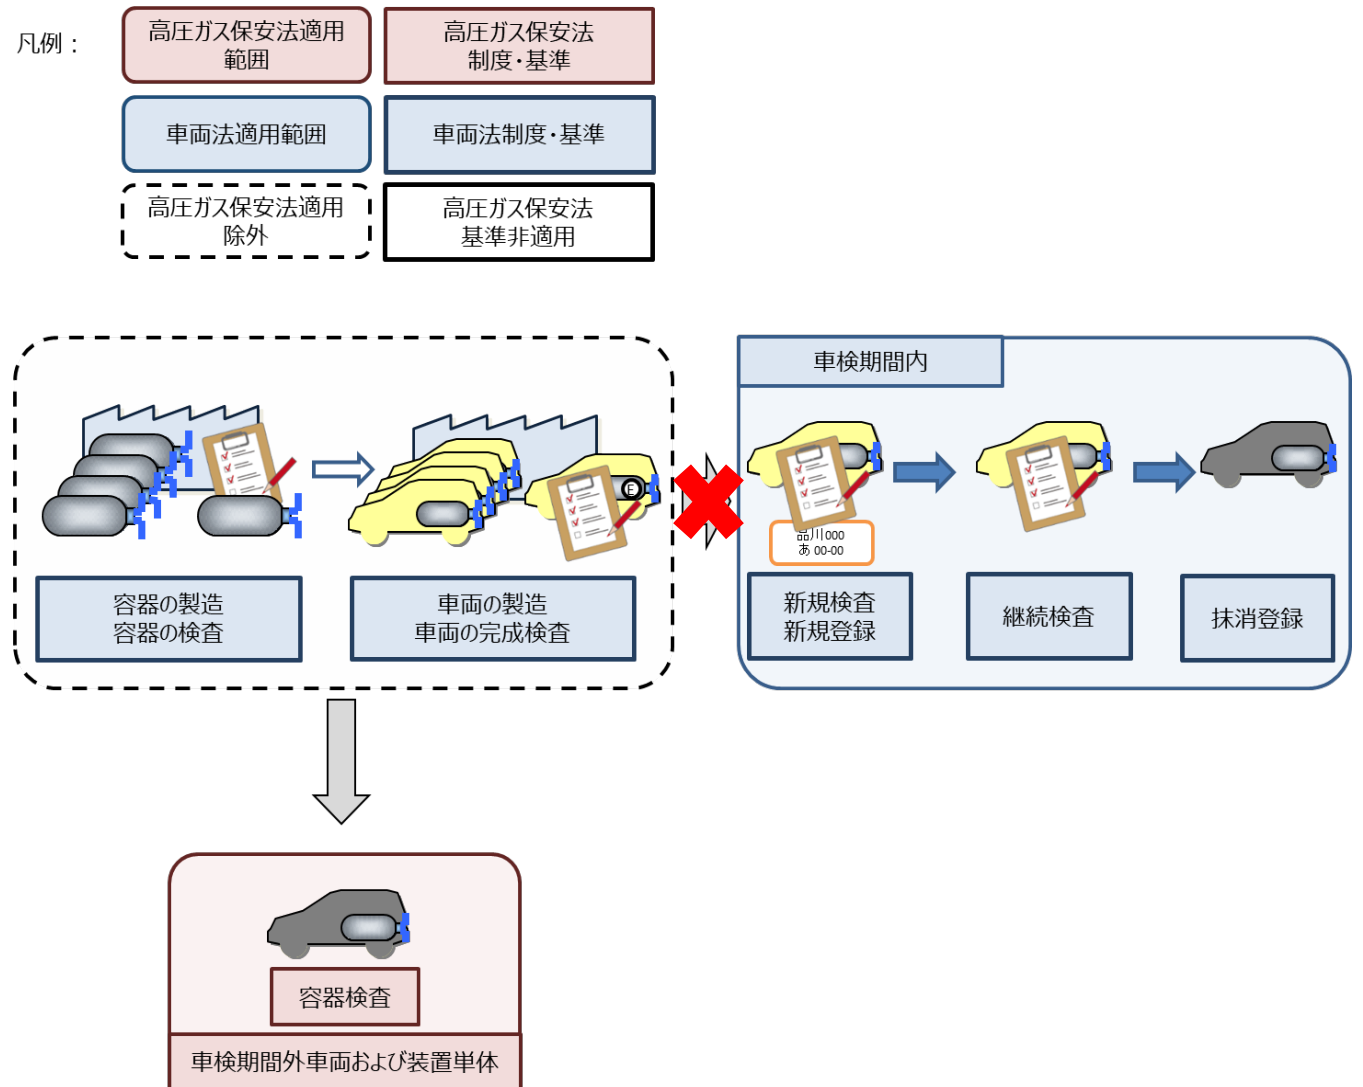 凡例：
高圧ガス保安法適用
範囲
高圧ガス保安法
制度・基準
車両法適用範囲
車両法制度・基準
高圧ガス保安法適用
除外
高圧ガス保安法
基準非適用
車検期間内
E
品川000
あ 00-00
容器の製造
容器の検査
車両の製造
車両の完成検査
新規検査
新規登録
継続検査
抹消登録
容器検査
車検期間外車両および装置単体